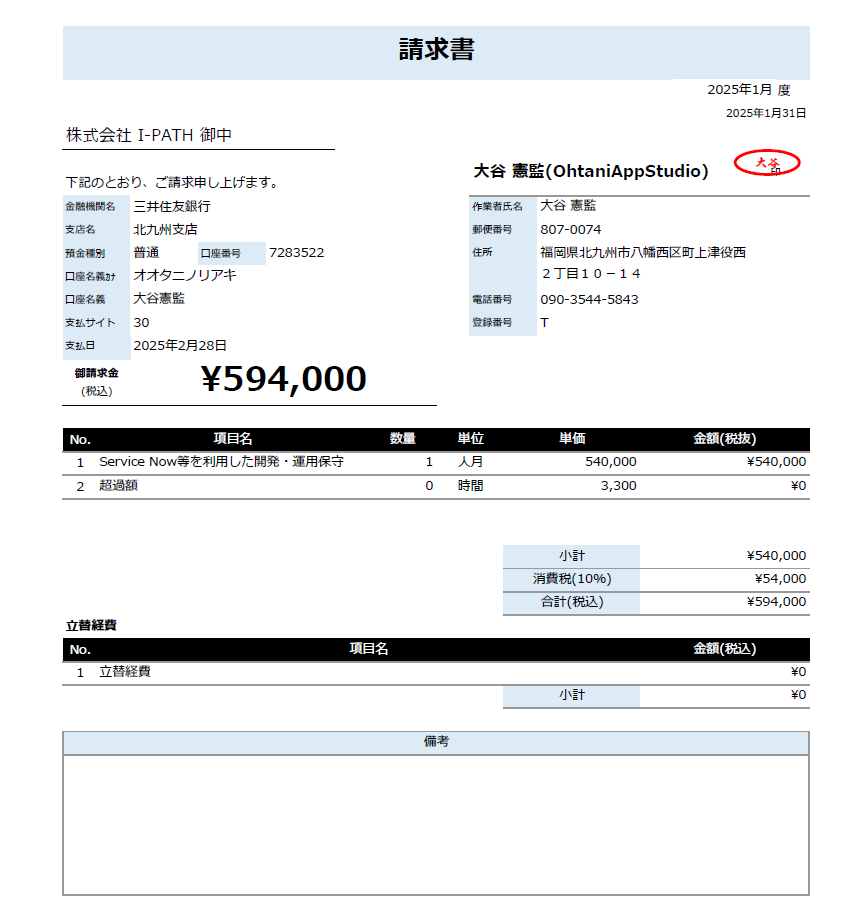 請求書
2025年1月 度
2025年1月31日
株式会社 I-PATH 御中
大谷 憲監(OhtaniAppStudio)
大谷
印
下記のとおり、ご請求申し上げます。
金融機関名 三井住友銀行
支店名 北九州支店
預金種別 普通 口座番号 7283522
口座名義ｶﾅ オオタニノリアキ
口座名義 大谷憲監
支払サイト 30
支払日 2025年2月28日
作業者氏名 大谷 憲監
郵便番号 807-0074
住所 福岡県北九州市八幡西区町上津役西
２丁目１０－１４
電話番号 090-3544-5843
登録番号 T
御請求金 ¥594,000
(税込)
No. 項目名 数量 単位 単価 金額(税抜)
1 Service Now等を利用した開発・運用保守 1 人月 540,000 ¥540,000
2 超過額 0 時間 3,300 ¥0
小計 ¥540,000
消費税(10%) ¥54,000
合計(税込) ¥594,000
立替経費
No. 項目名 金額(税込)
1 立替経費 ¥0
小計 ¥0
備考